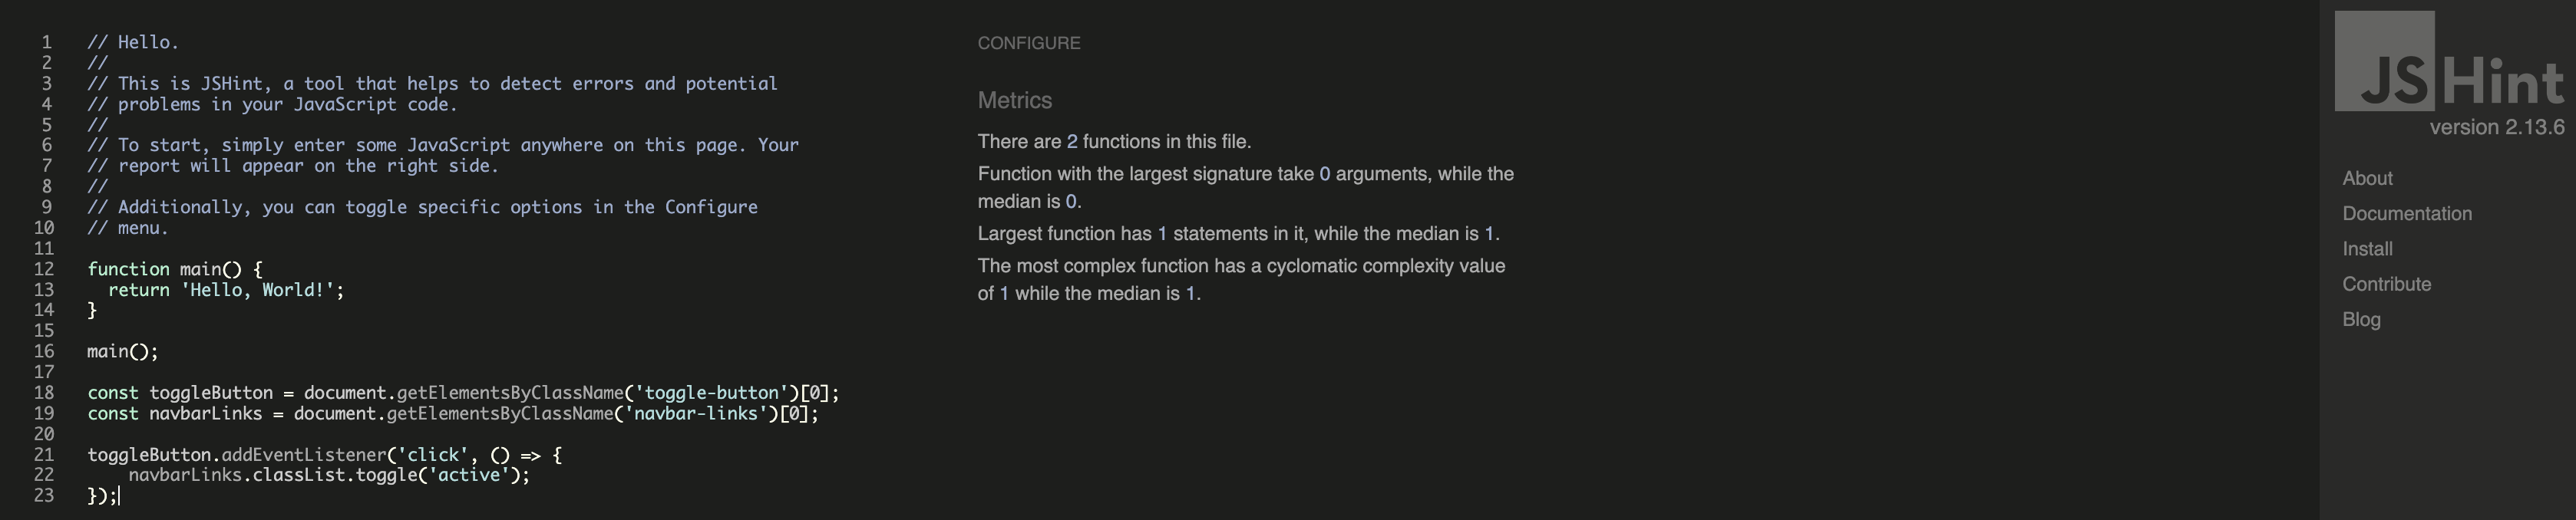 1 // Hello.
2 //
3 // This is JSHint, a tool that helps to detect errors and potential
4 // problems in your JavaScript code.
5 //
6 // To start, simply enter some JavaScript anywhere on this page. Your
7 // report will appear on the right side.
8 //
9 // Additionally, you can toggle specific options in the Configure
10 // menu.
11
12 function main() {
13   return 'Hello, World!';
14 }
15
16 main();
17
18 const toggleButton = document.getElementsByClassName('toggle-button')[0];
19 const navbarLinks = document.getElementsByClassName('navbar-links')[0];
20
21 toggleButton.addEventListener('click', () => {
22     navbarLinks.classList.toggle('active');
23 });
CONFIGURE
Metrics
There are 2 functions in this file.
Function with the largest signature take 0 arguments, while the
median is 0.
Largest function has 1 statements in it, while the median is 1.
The most complex function has a cyclomatic complexity value
of 1 while the median is 1.
JSHint
version 2.13.6
About
Documentation
Install
Contribute
Blog